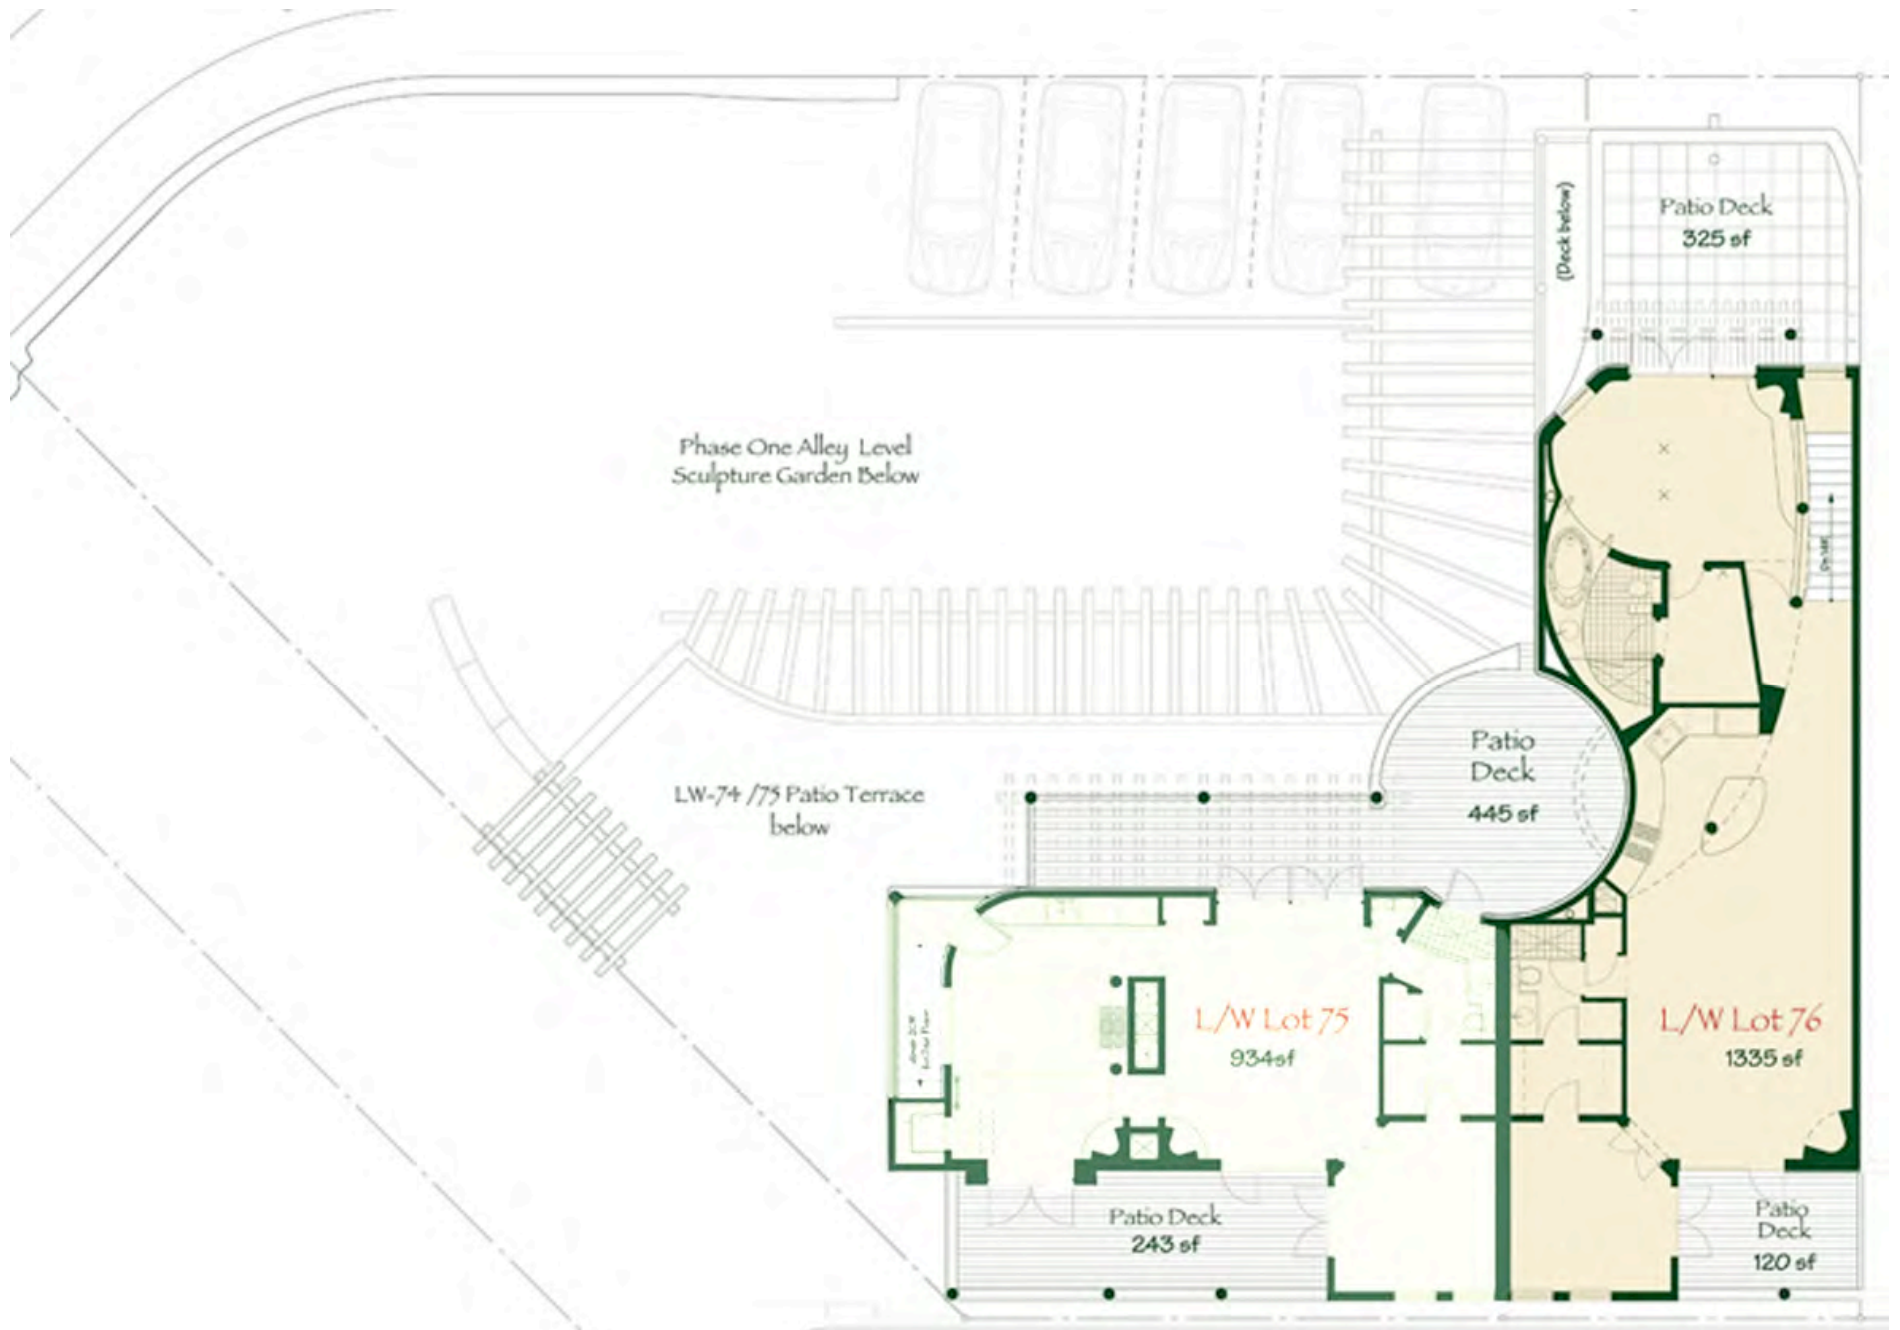 Patio Deck
325 sf
(Deck below)
Phase One Alley Level
Sculpture Garden Below
Patio
Deck
445 sf
LW-74 /75 Patio Terrace
below
L/W Lot 75
934sf
L/W Lot 76
1335 sf
Patio Deck
243 sf
Patio
Deck
120 sf